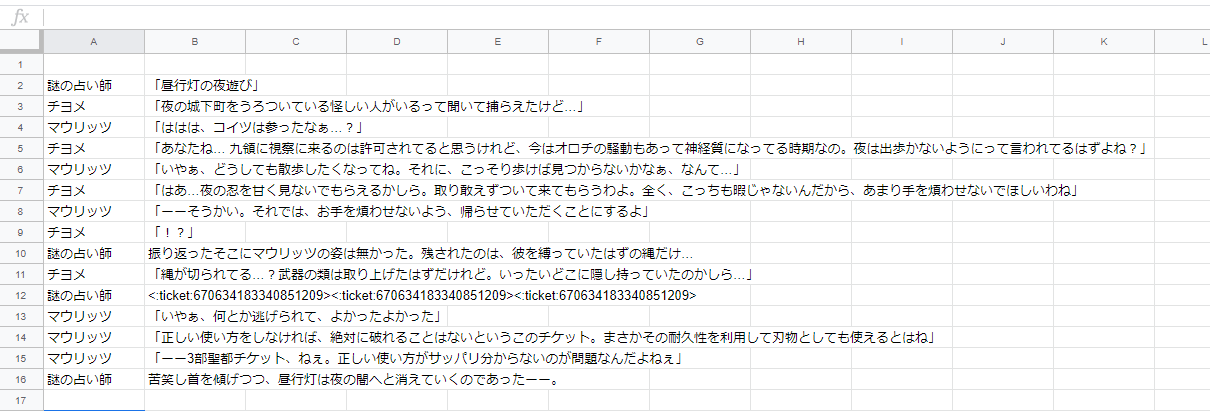 fx
A B C D E F G H I J K L
1
2 謎の占い師 「昼行灯の夜遊び」
3 チヨメ 「夜の城下町をうろついている怪しい人がいるって聞いて捕らえたけど…」
4 マウリッツ 「ははは、コイツは参ったなぁ…？」
5 チヨメ 「あなたね… 九領に視察に来るのは許可されてると思うけれど、今はオロチの騒動もあって神経質になってる時期なの。夜は出歩かないようにって言われてるはずよね？」
6 マウリッツ 「いやぁ、どうしても散歩したくなってね。それに、こっそり歩けば見つからないかなぁ、なんて…」
7 チヨメ 「はあ…夜の忍を甘く見ないでもらえるかしら。取り敢えずついて来てもらうわよ。全く、こっちも暇じゃないんだから、あまり手を煩わせないでほしいわね」
8 マウリッツ 「ーーそうかい。それでは、お手を煩わせないよう、帰らせていただくことにするよ」
9 チヨメ 「！？」
10 謎の占い師 振り返ったそこにマウリッツの姿は無かった。残されたのは、彼を縛っていたはずの縄だけ…
11 チヨメ 「縄が切られてる…？武器の類は取り上げたはずだけれど。いったいどこに隠し持っていたのかしら…」
12 謎の占い師 <:ticket:670634183340851209><:ticket:670634183340851209><:ticket:670634183340851209>
13 マウリッツ 「いやぁ、何とか逃げられて、よかったよかった」
14 マウリッツ 「正しい使い方をしなければ、絶対に破れることはないというこのチケット。まさかその耐久性を利用して刃物としても使えるとはね」
15 マウリッツ 「ーー3部聖都チケット、ねぇ。正しい使い方がサッパリ分からないのが問題なんだよねぇ」
16 謎の占い師 苦笑し首を傾げつつ、昼行灯は夜の闇へと消えていくのであったーー。
17